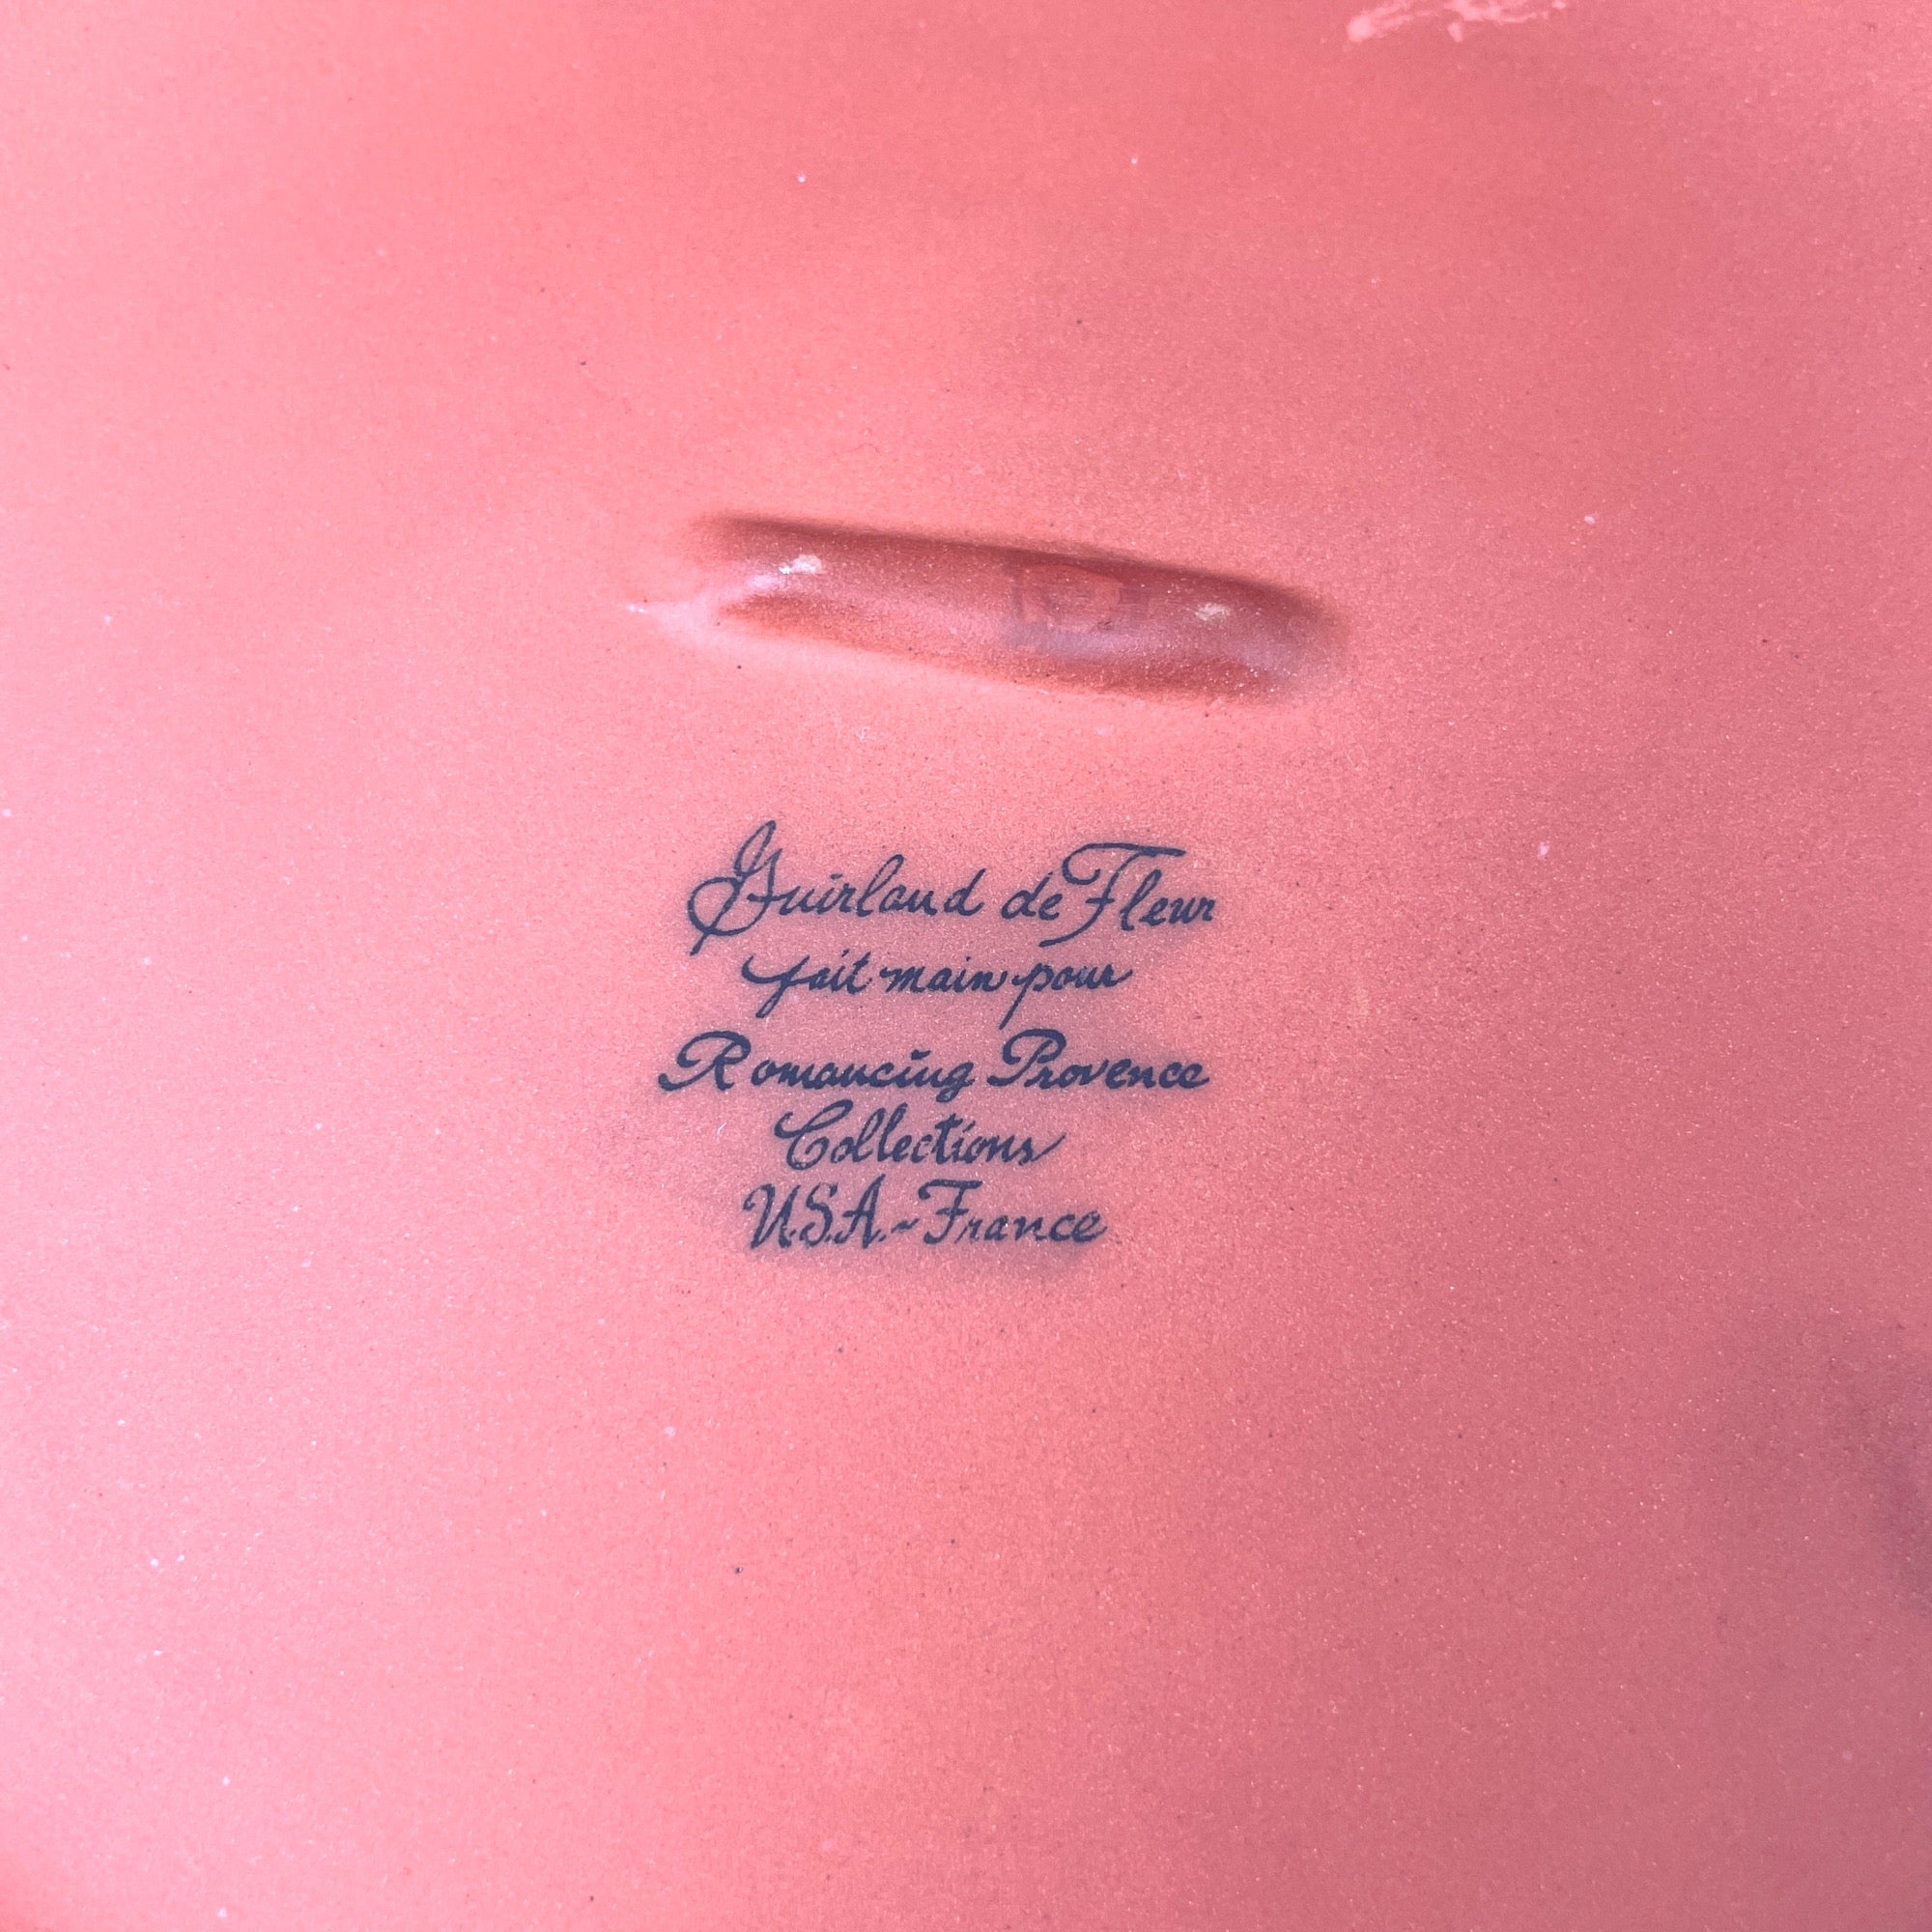 Guirland de Fleur
fait main pour
Romancing Provence
Collections
U.S.A.~France